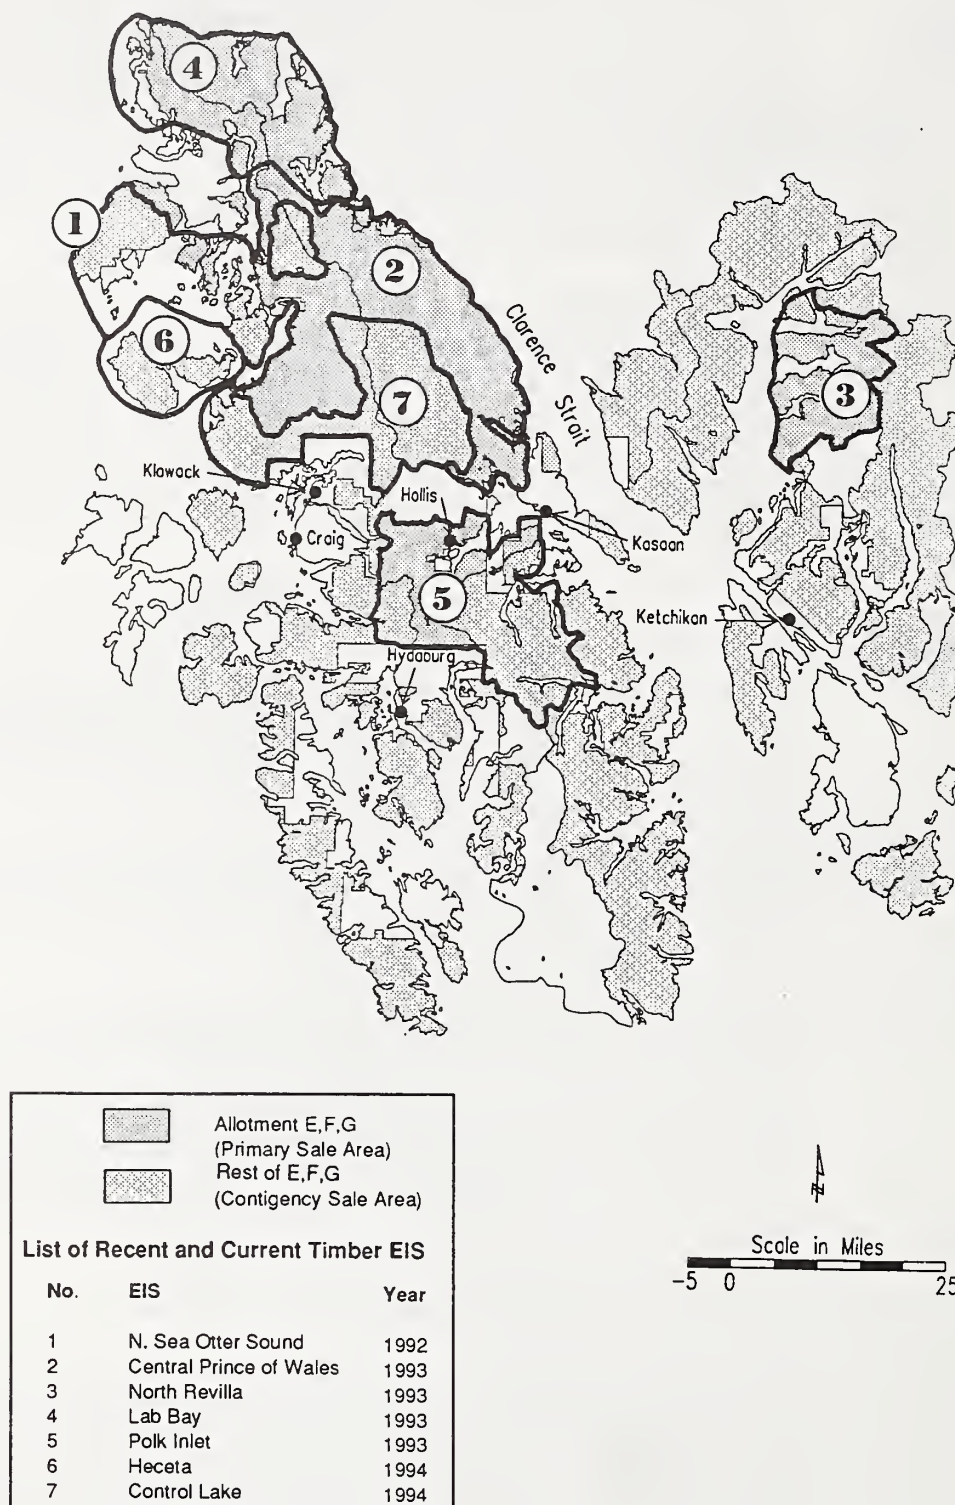 4
1
2
Clarence
Strait
6
3
7
Klawack
Hollis
Craig
Kasaan
5
Ketchikan
Hydaburg
Allotment E,F,G
(Primary Sale Area)
Rest of E,F,G
(Contigency Sale Area)
List of Recent and Current Timber EIS
No. EIS Year
1 N. Sea Otter Sound 1992
2 Central Prince of Wales 1993
3 North Revilla 1993
4 Lab Bay 1993
5 Polk Inlet 1993
6 Heceta 1994
7 Control Lake 1994
N
Scale in Miles
-5 0 25